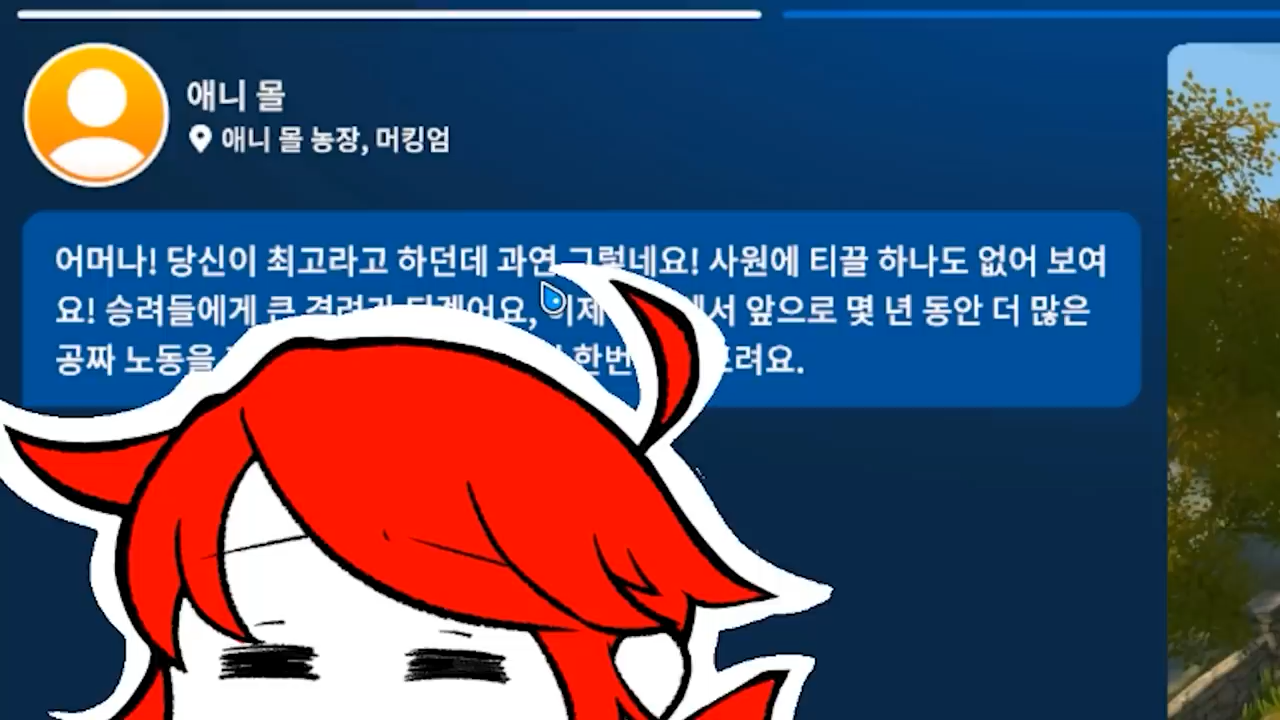 애니 몰
애니 몰 농장, 머킹엄
어머나! 당신이 최고라고 하던데 과연 그렇네요! 사원에 티끌 하나도 없어 보여
요! 승려들에게 큰 이제 앞으로 몇 년 동안 더 많은
공짜 노동을 한번